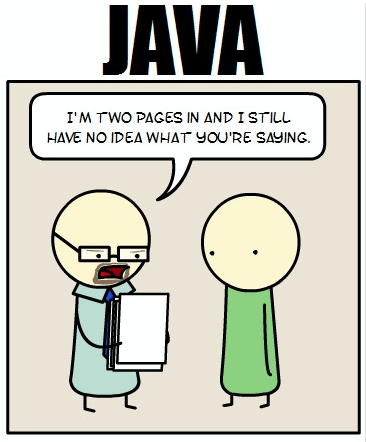 JAVA
I'M TWO PAGES IN AND I STILL
HAVE NO IDEA WHAT YOU'RE SAYING.